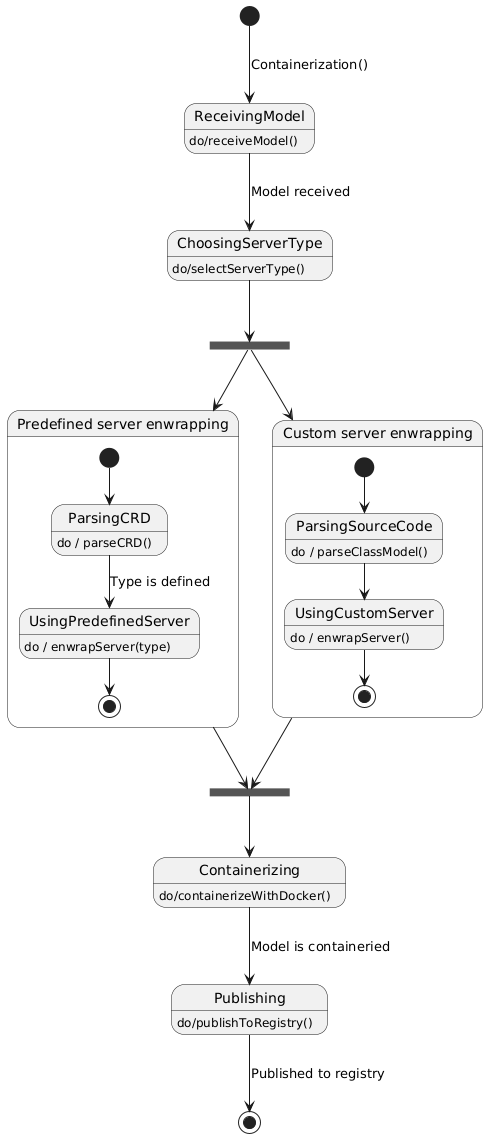 Containerization()
ReceivingModel
do/receiveModel()
Model received
ChoosingServerType
do/selectServerType()
Predefined server enwrapping
ParsingCRD
do / parseCRD()
Type is defined
UsingPredefinedServer
do / enwrapServer(type)
Custom server enwrapping
ParsingSourceCode
do / parseClassModel()
UsingCustomServer
do / enwrapServer()
Containerizing
do/containerizeWithDocker()
Model is containeried
Publishing
do/publishToRegistry()
Published to registry